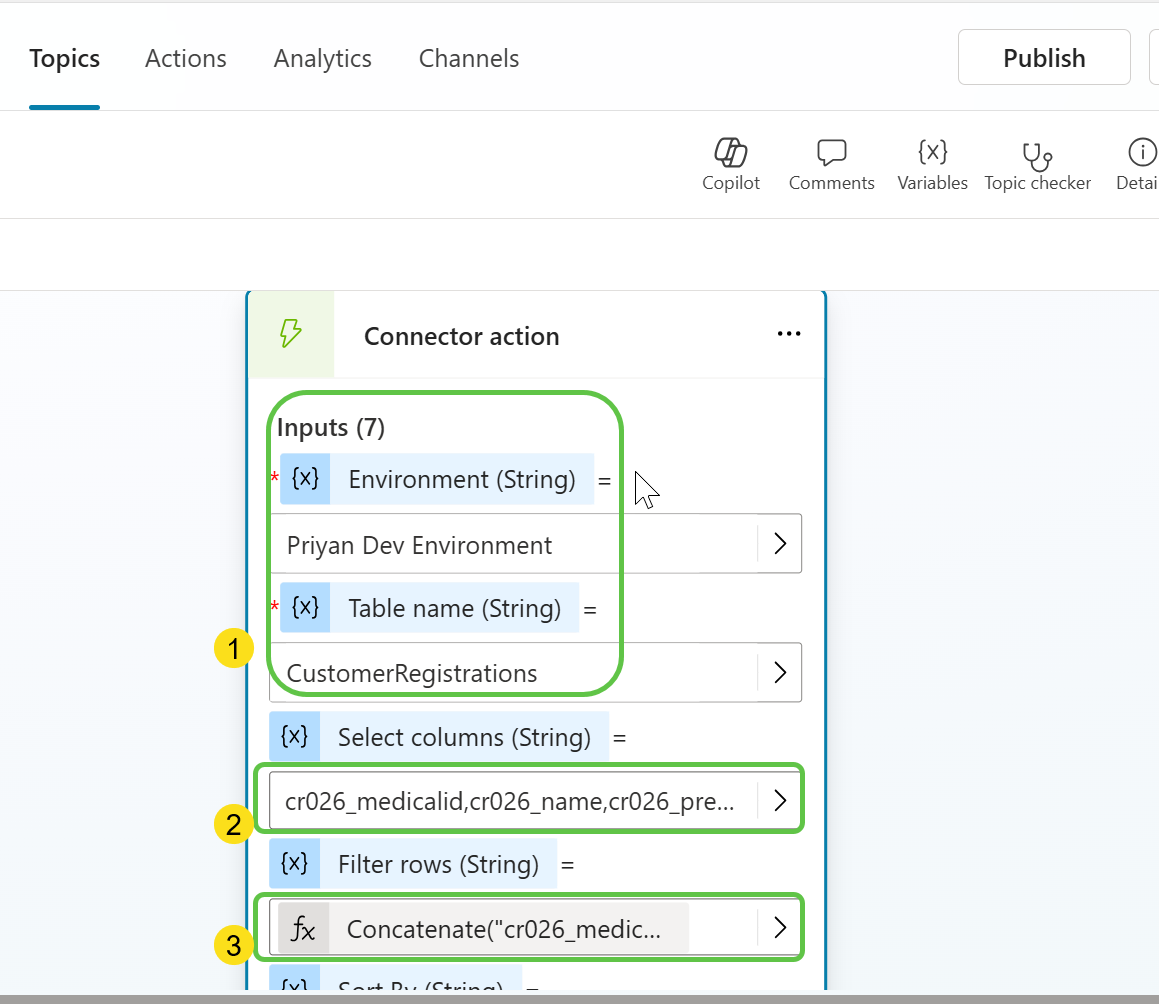 Topics Actions Analytics Channels Publish
Copilot Comments Variables Topic checker Detai
Connector action
Inputs (7)
* {x} Environment (String) =
Priyan Dev Environment
* {x} Table name (String) =
1
CustomerRegistrations
{x} Select columns (String) =
cr026_medicalid,cr026_name,cr026_pre...
2
{x} Filter rows (String) =
fx Concatenate("cr026_medic...
3
{x} Sort By (String) =